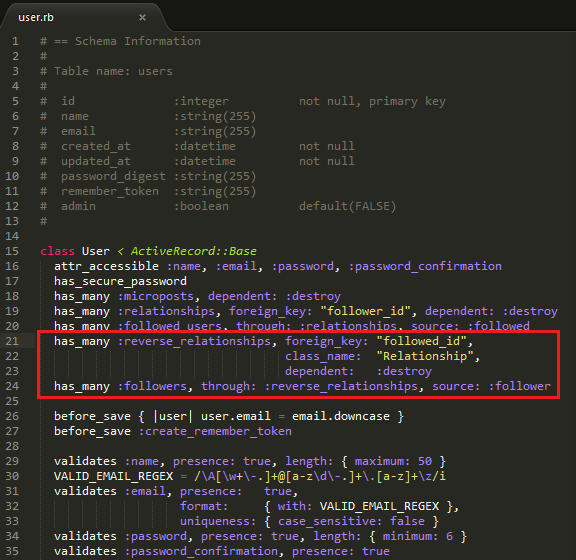 user.rb ×
1 # == Schema Information
2 #
3 # Table name: users
4 #
5 #  id              :integer          not null, primary key
6 #  name            :string(255)
7 #  email           :string(255)
8 #  created_at      :datetime         not null
9 #  updated_at      :datetime         not null
10 #  password_digest :string(255)
11 #  remember_token  :string(255)
12 #  admin           :boolean          default(FALSE)
13 #
14
15 class User < ActiveRecord::Base
16   attr_accessible :name, :email, :password, :password_confirmation
17   has_secure_password
18   has_many :microposts, dependent: :destroy
19   has_many :relationships, foreign_key: "follower_id", dependent: :destroy
20   has_many :followed_users, through: :relationships, source: :followed
21   has_many :reverse_relationships, foreign_key: "followed_id",
22                                    class_name:  "Relationship",
23                                    dependent:   :destroy
24   has_many :followers, through: :reverse_relationships, source: :follower
25
26   before_save { |user| user.email = email.downcase }
27   before_save :create_remember_token
28
29   validates :name, presence: true, length: { maximum: 50 }
30   VALID_EMAIL_REGEX = /\A[\w+\-.]+@[a-z\d\-.]+\.[a-z]+\z/i
31   validates :email, presence:   true,
32                     format:     { with: VALID_EMAIL_REGEX },
33                     uniqueness: { case_sensitive: false }
34   validates :password, presence: true, length: { minimum: 6 }
35   validates :password_confirmation, presence: true